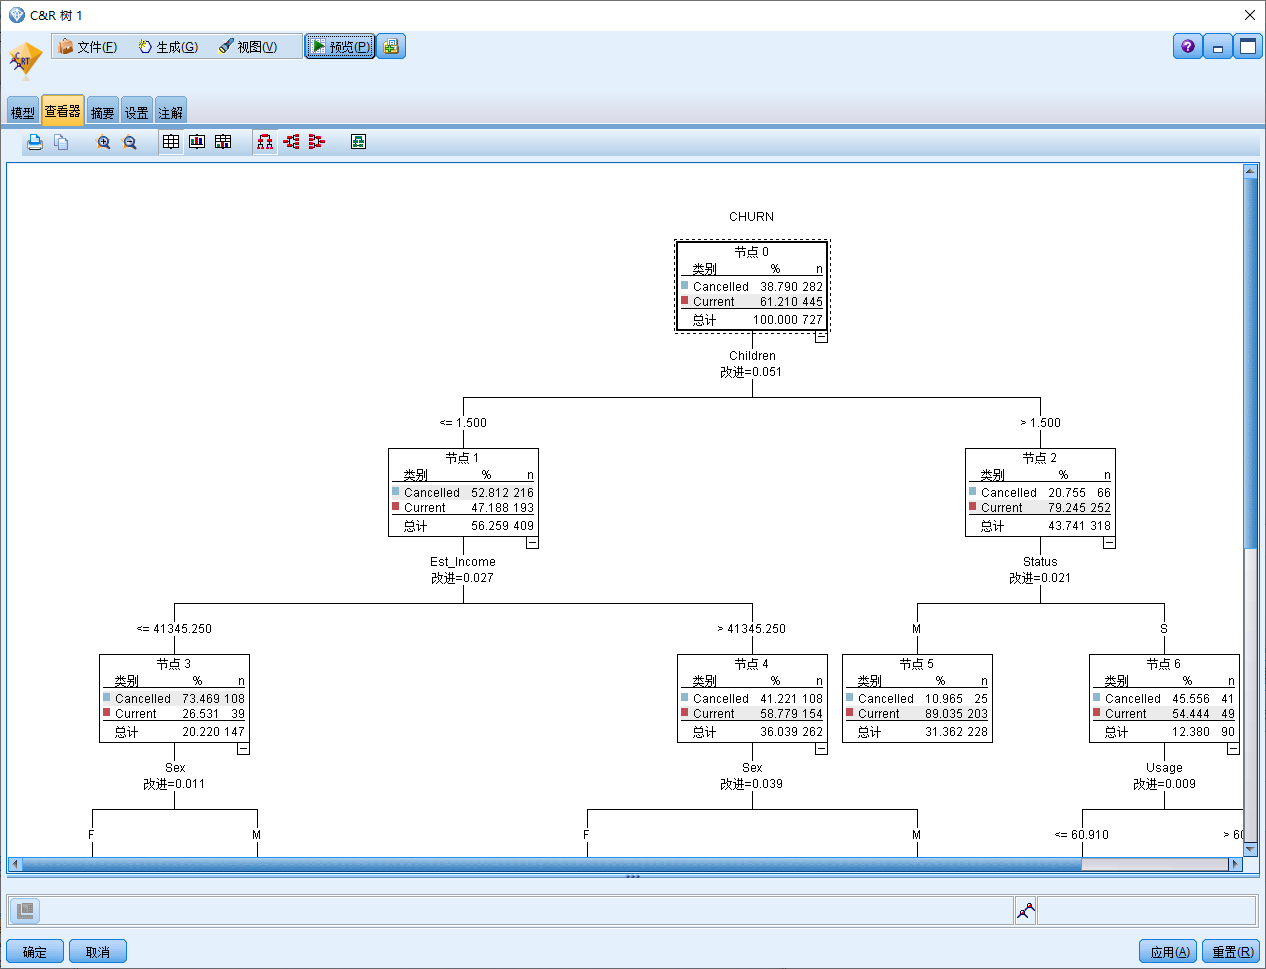 C&R 树 1
文件(F) 生成(G) 视图(V) 预览(P)
模型 查看器 摘要 设置 注解
CHURN
节点 0
类别 % n
Cancelled 38.790 282
Current 61.210 445
总计 100.000 727
Children
改进=0.051
<= 1.500
> 1.500
节点 1
类别 % n
Cancelled 52.812 216
Current 47.188 193
总计 56.259 409
Est_Income
改进=0.027
节点 2
类别 % n
Cancelled 20.755 66
Current 79.245 252
总计 43.741 318
Status
改进=0.021
<= 41345.250
> 41345.250
M
S
节点 3
类别 % n
Cancelled 73.469 108
Current 26.531 39
总计 20.220 147
Sex
改进=0.011
节点 4
类别 % n
Cancelled 41.221 108
Current 58.779 154
总计 36.039 262
Sex
改进=0.039
节点 5
类别 % n
Cancelled 10.965 25
Current 89.035 203
总计 31.362 228
节点 6
类别 % n
Cancelled 45.556 41
Current 54.444 49
总计 12.380 90
Usage
改进=0.009
F
M
F
M
<= 60.910
> 60
确定 取消 应用(A) 重置(R)